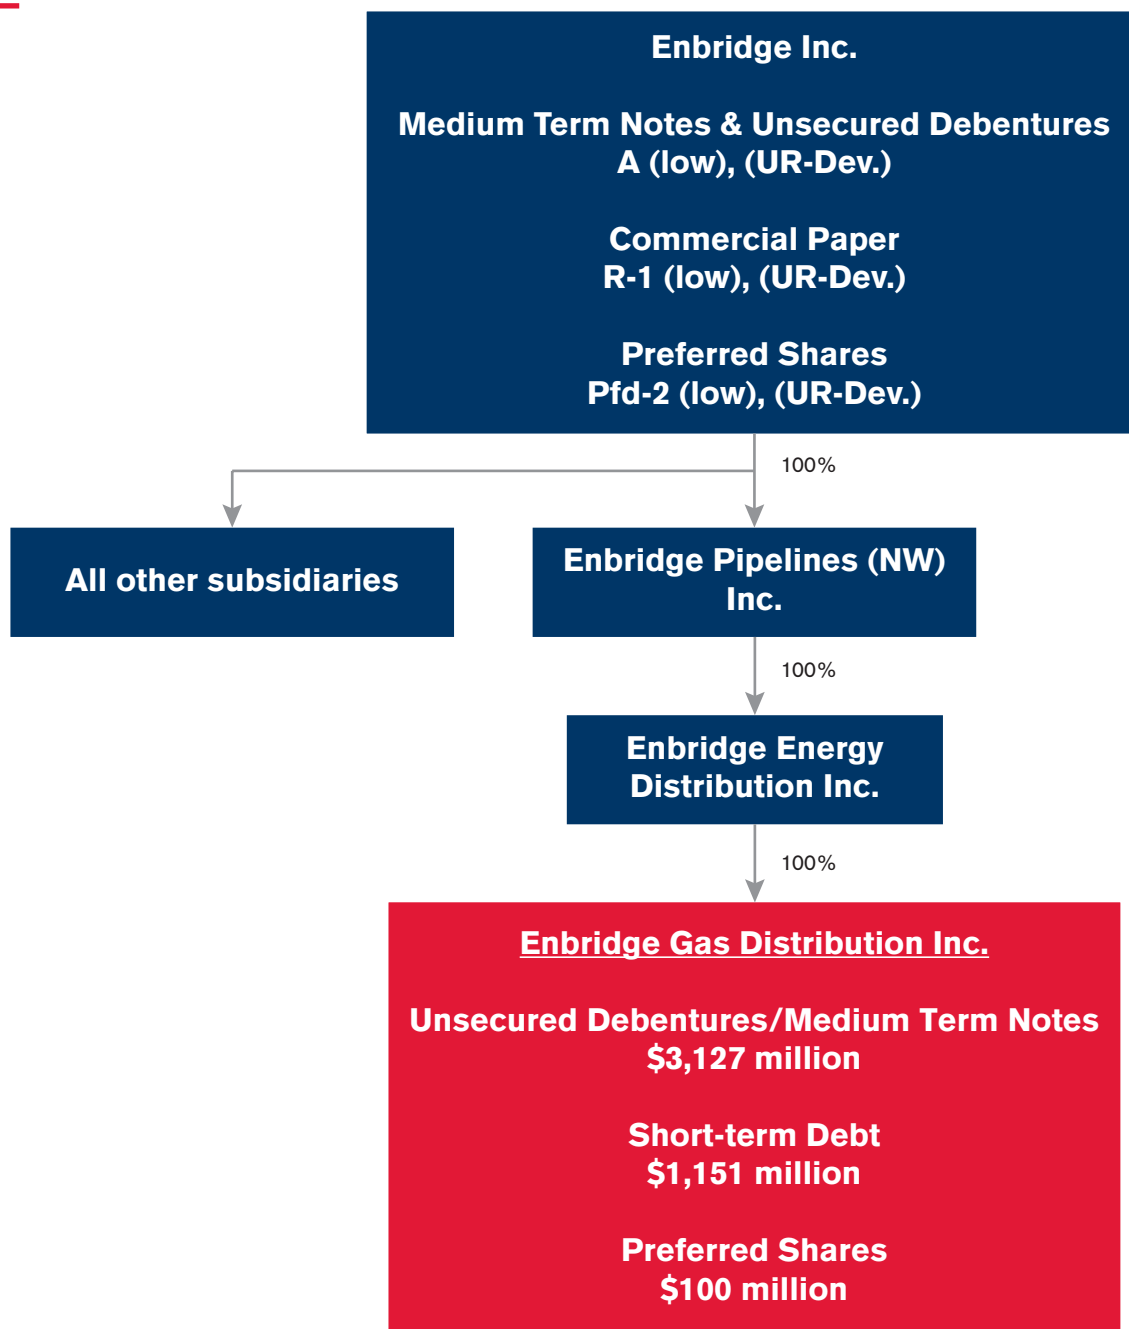 Enbridge Inc.
Medium Term Notes & Unsecured Debentures
A (low), (UR-Dev.)
Commercial Paper
R-1 (low), (UR-Dev.)
Preferred Shares
Pfd-2 (low), (UR-Dev.)
100%
All other subsidiaries
Enbridge Pipelines (NW)
Inc.
100%
Enbridge Energy
Distribution Inc.
100%
Enbridge Gas Distribution Inc.
Unsecured Debentures/Medium Term Notes
$3,127 million
Short-term Debt
$1,151 million
Preferred Shares
$100 million